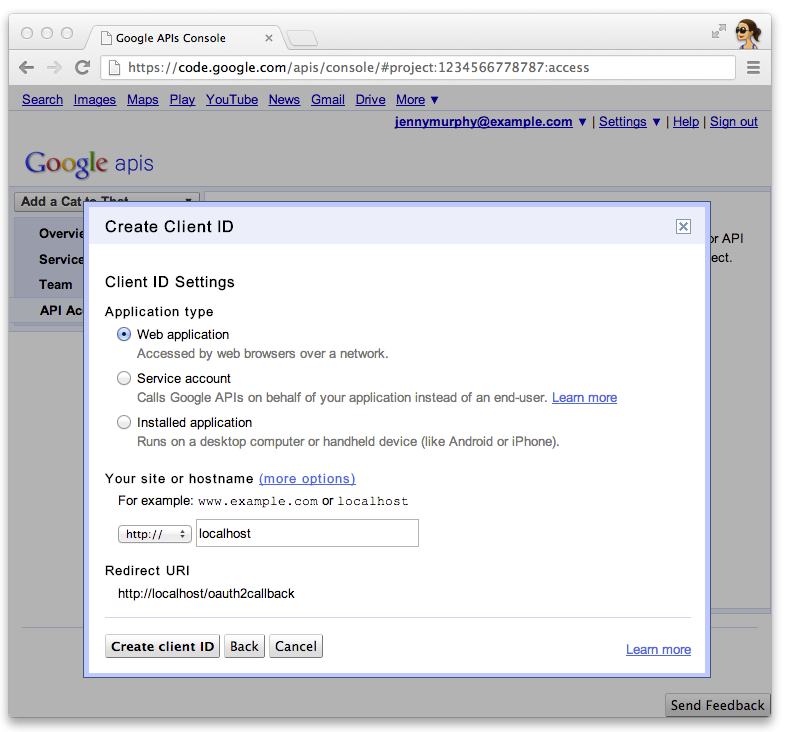 Google APIs Console
https://code.google.com/apis/console/#project:1234566778787:access
Search Images Maps Play YouTube News Gmail Drive More ▼
jennymurphy@example.com ▼ | Settings ▼ | Help | Sign out
Google apis
Add a Cat to That
Create Client ID
or API
Team
API
Client ID Settings
Application type
Web application
Accessed by web browsers over a network.
Service account
Calls Google APIs on behalf of your application instead of an end-user. Learn more
Installed application
Runs on a desktop computer or handheld device (like Android or iPhone).
Your site or hostname (more options)
For example: www.example.com or localhost
http:// localhost
Redirect URI
http://localhost/oauth2callback
Create client ID Back Cancel
Learn more
Send Feedback